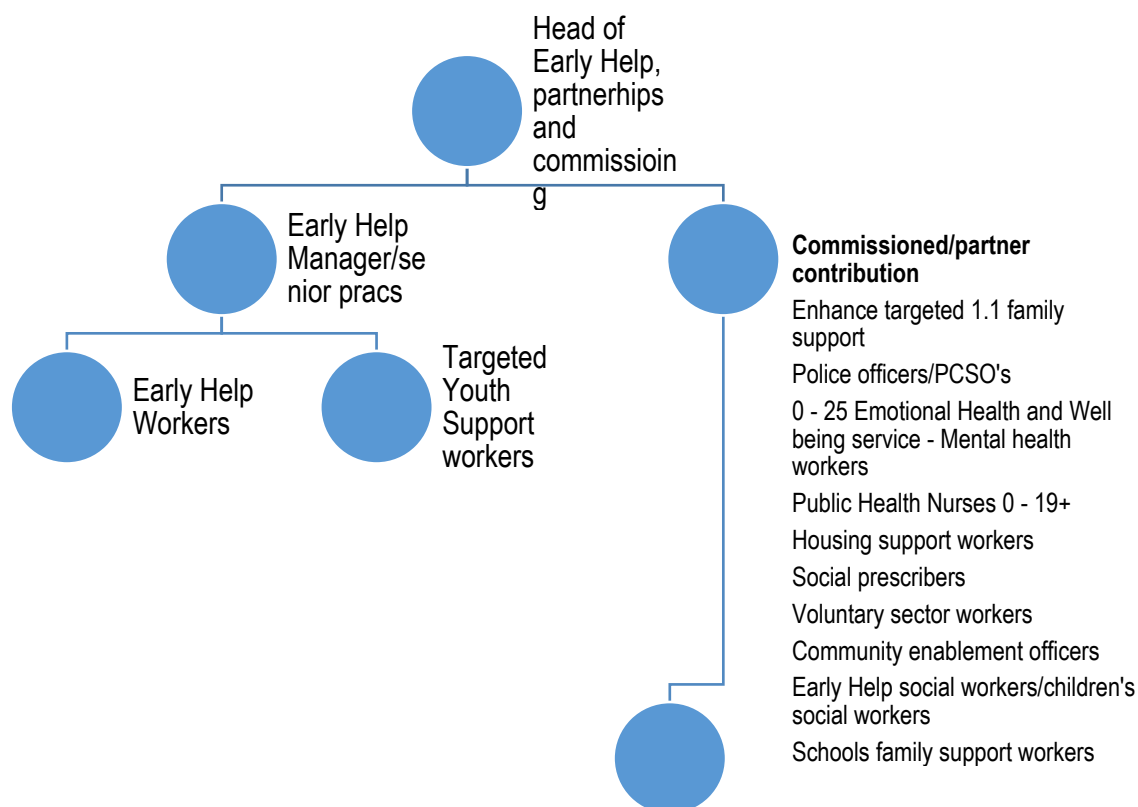 Head of
Early Help,
partnerhips
and
commissioin
g
Early Help
Manager/se
nior pracs
Early Help
Workers
Targeted
Youth
Support
workers
Commissioned/partner
contribution
Enhance targeted 1.1 family
support
Police officers/PCSO's
0 - 25 Emotional Health and Well
being service - Mental health
workers
Public Health Nurses 0 - 19+
Housing support workers
Social prescribers
Voluntary sector workers
Community enablement officers
Early Help social workers/children's
social workers
Schools family support workers